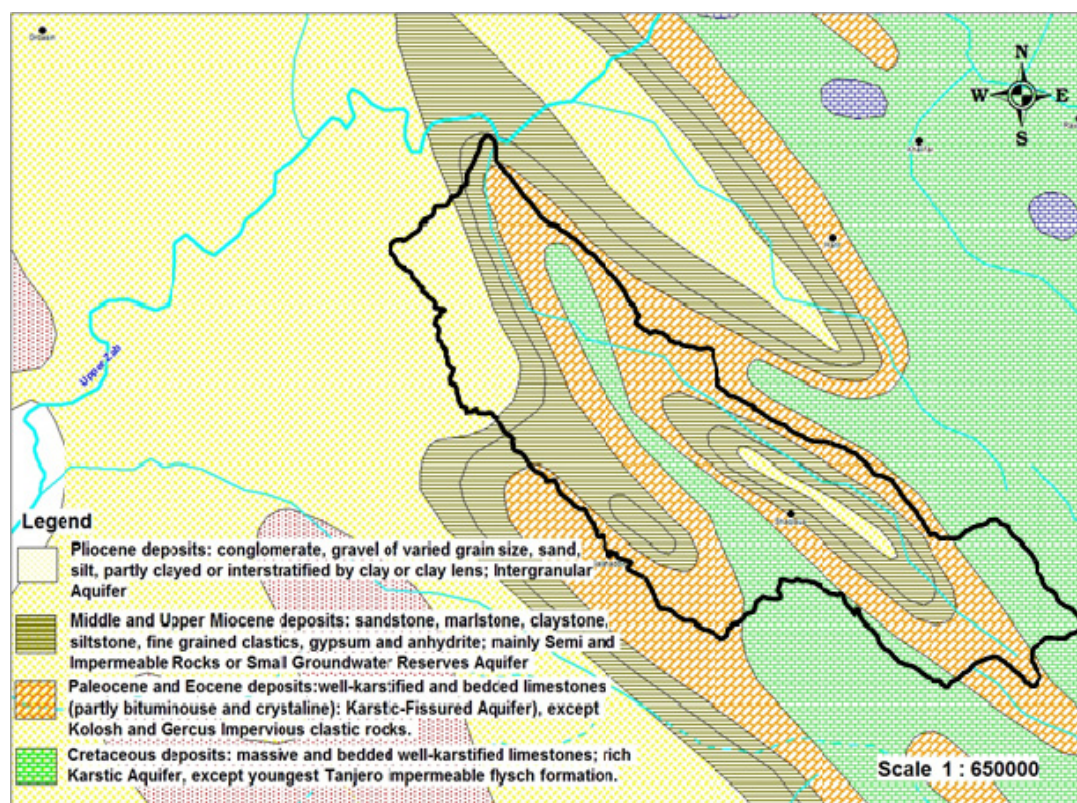 N
W E
S
Upper Zab
Legend
Pliocene deposits: conglomerate, gravel of varied grain size, sand,
silt, partly clayed or interstratified by clay or clay lens; Intergranular
Aquifer
Middle and Upper Miocene deposits: sandstone, marlstone, claystone,
siltstone, fine grained clastics, gypsum and anhydrite; mainly Semi and
Impermeable Rocks or Small Groundwater Reserves Aquifer
Paleocene and Eocene deposits:well-karstified and bedded limestones
(partly bituminouse and crystaline): Karstic-Fissured Aquifer), except
Kolosh and Gercus Impervious clastic rocks.
Cretaceous deposits: massive and bedded well-karstified limestones; rich
Karstic Aquifer, except youngest Tanjero impermeable flysch formation.
Scale 1 : 650000